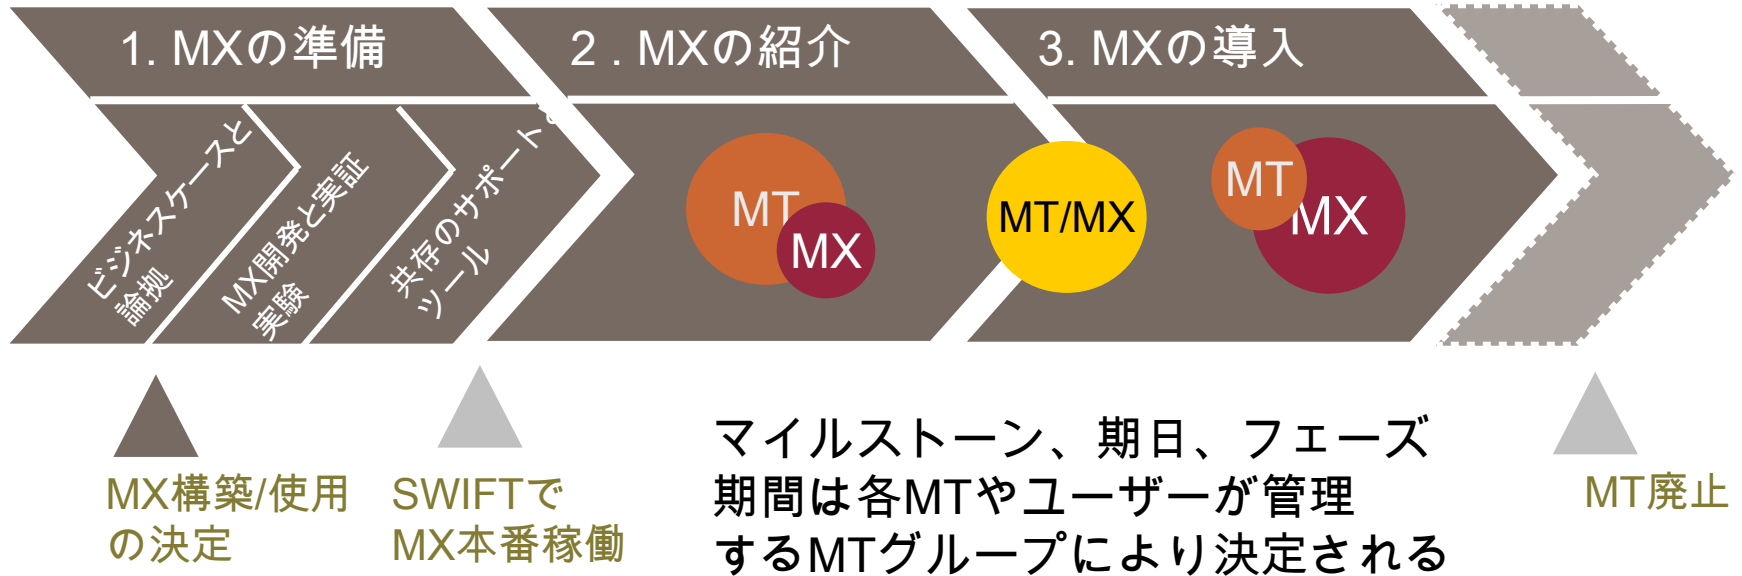 1. MXの準備
2 . MXの紹介
3. MXの導入
ビジネスケースと
論拠
MX開発と実証
実験
共存のサポートと
ツール
MT
MX
MT/MX
MT
MX
MX構築/使用
の決定
SWIFTで
MX本番稼働
マイルストーン、期日、フェーズ
期間は各MTやユーザーが管理
するMTグループにより決定される
MT廃止